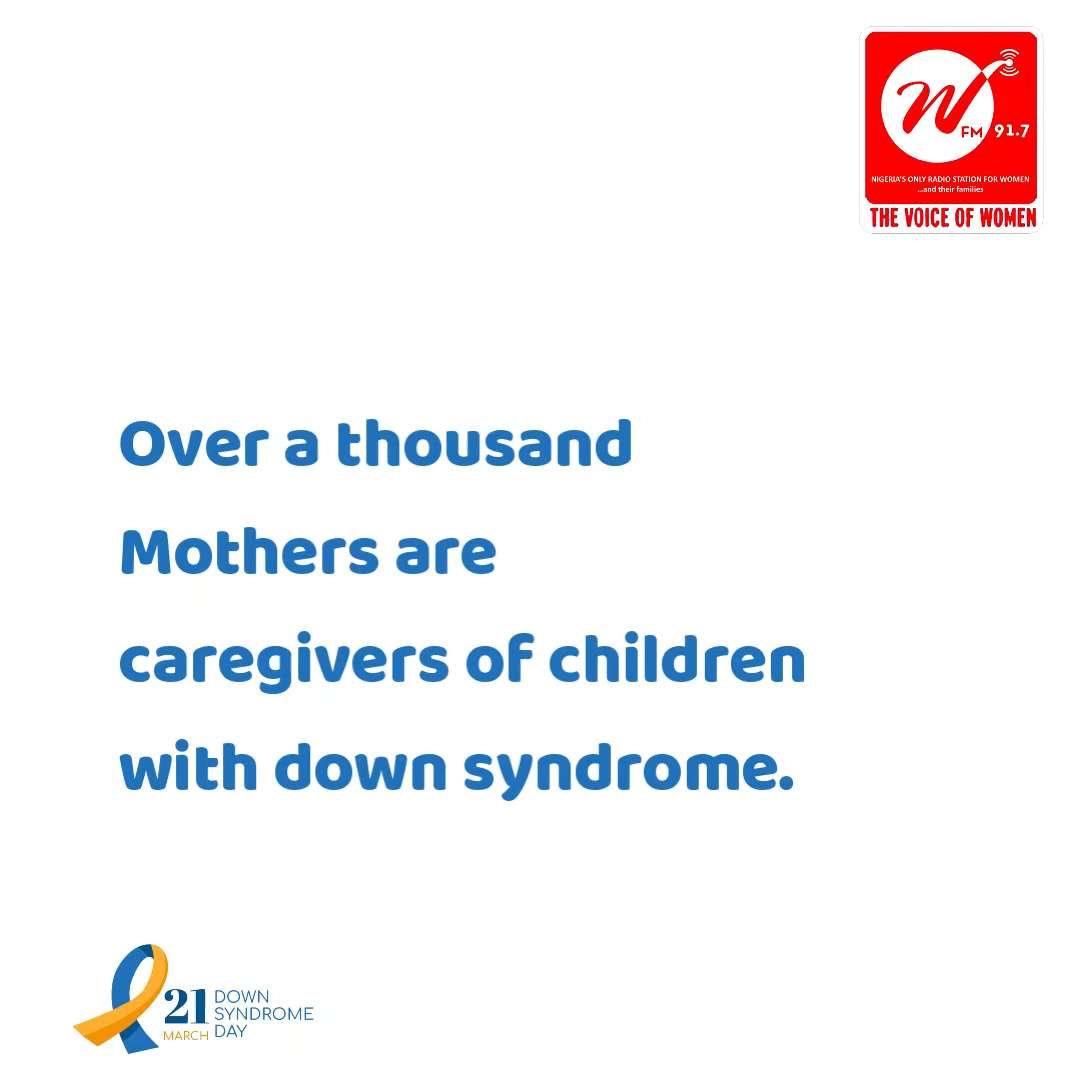 W
FM 91.7
NIGERIA'S ONLY RADIO STATION FOR WOMEN
...and their families
THE VOICE OF WOMEN
Over a thousand
Mothers are
caregivers of children
with down syndrome.
21
MARCH
DOWN
SYNDROME
DAY